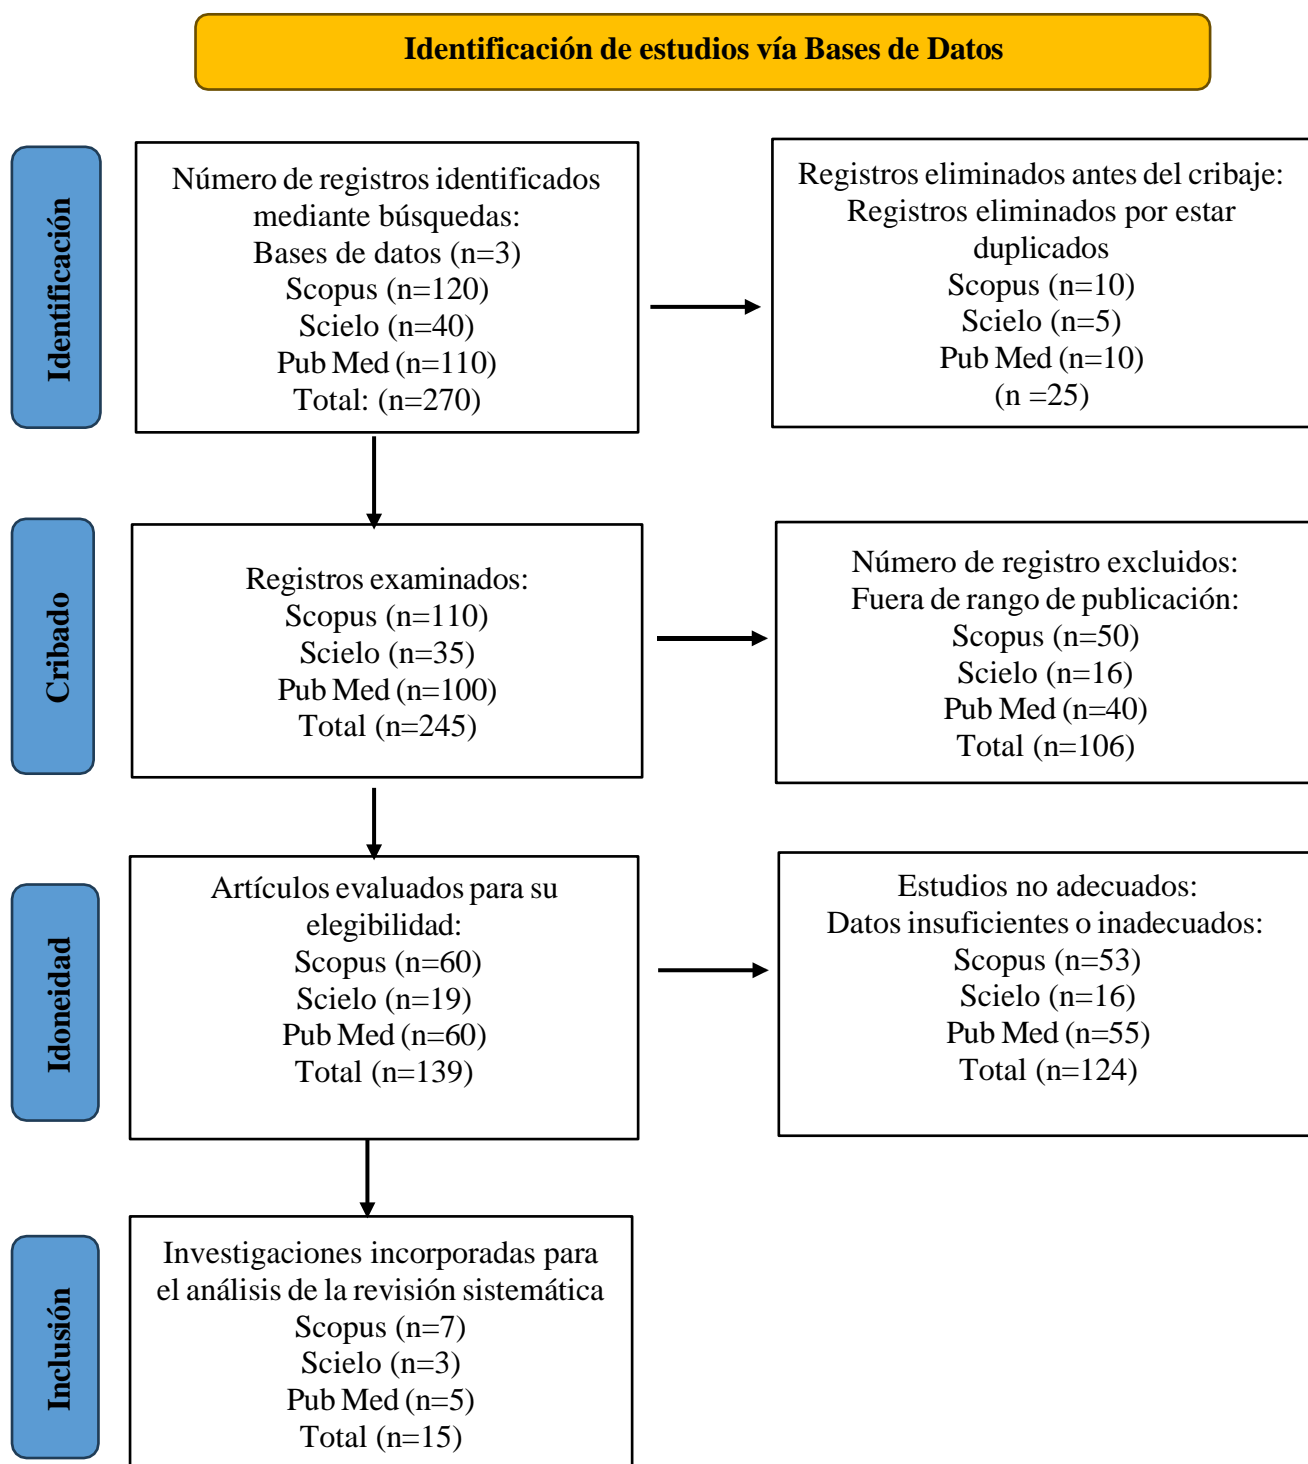 Identificación de estudios vía Bases de Datos
Identificación
Número de registros identificados
mediante búsquedas:
Bases de datos (n=3)
Scopus (n=120)
Scielo (n=40)
Pub Med (n=110)
Total: (n=270)
Registros eliminados antes del cribaje:
Registros eliminados por estar
duplicados
Scopus (n=10)
Scielo (n=5)
Pub Med (n=10)
(n =25)
Cribado
Registros examinados:
Scopus (n=110)
Scielo (n=35)
Pub Med (n=100)
Total (n=245)
Número de registro excluidos:
Fuera de rango de publicación:
Scopus (n=50)
Scielo (n=16)
Pub Med (n=40)
Total (n=106)
Idoneidad
Artículos evaluados para su
elegibilidad:
Scopus (n=60)
Scielo (n=19)
Pub Med (n=60)
Total (n=139)
Estudios no adecuados:
Datos insuficientes o inadecuados:
Scopus (n=53)
Scielo (n=16)
Pub Med (n=55)
Total (n=124)
Inclusión
Investigaciones incorporadas para
el análisis de la revisión sistemática
Scopus (n=7)
Scielo (n=3)
Pub Med (n=5)
Total (n=15)